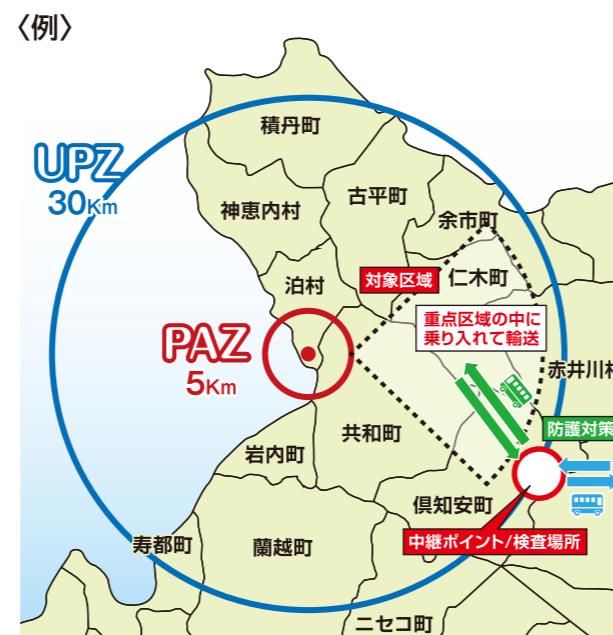 〈例〉
積丹町
UPZ
30Km
古平町
神恵内村
余市町
対象区域
仁木町
泊村
重点区域の中に
乗り入れて輸送
PAZ
5Km
赤井川村
防護対策
共和町
岩内町
倶知安町
中継ポイント/検査場所
寿都町
蘭越町
ニセコ町